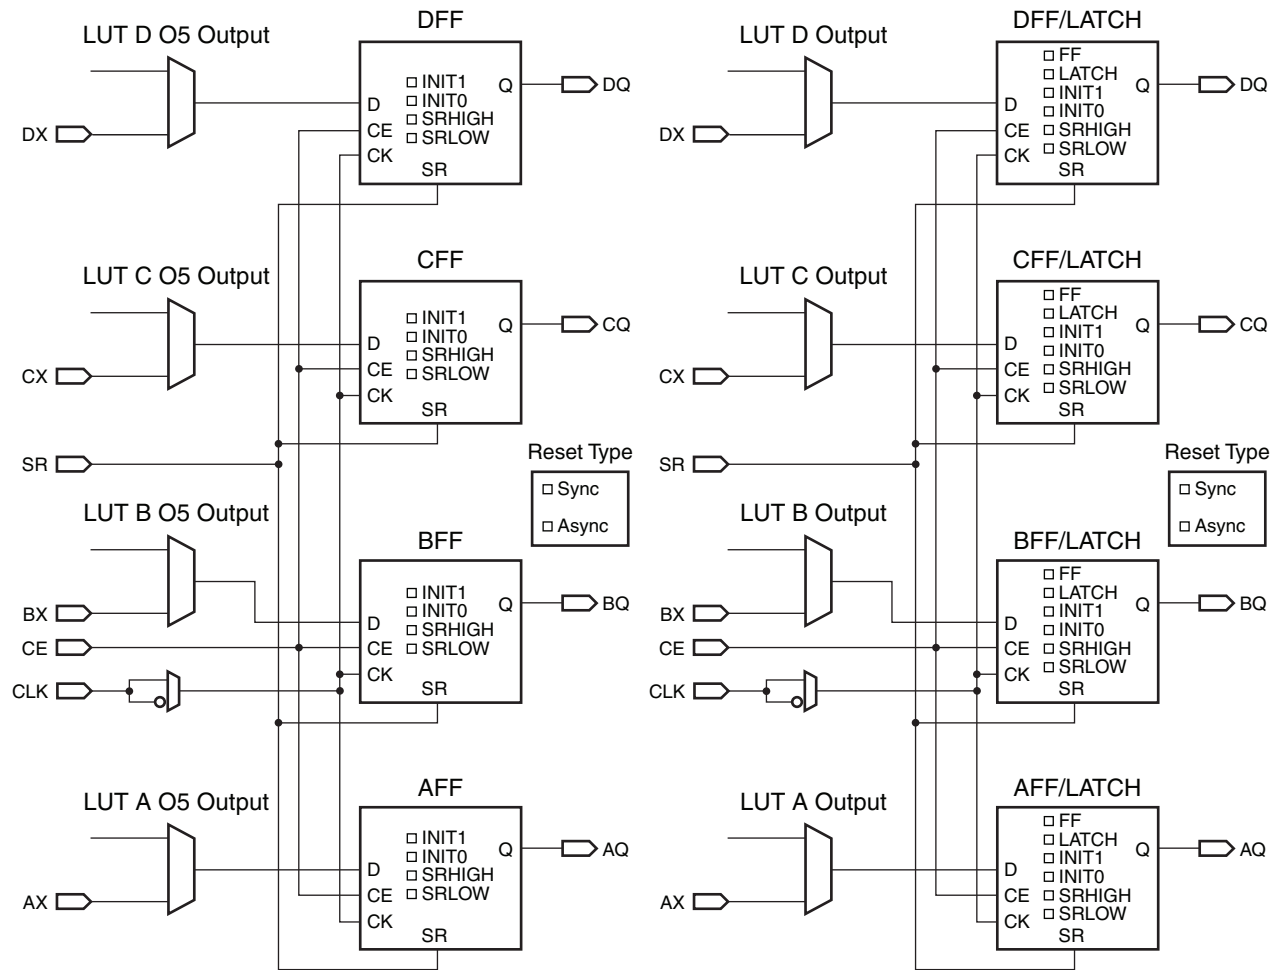 DFF
LUT D O5 Output
INIT1
INIT0
SRHIGH
SRLOW
D
CE
CK
SR
Q
DQ
DX
CFF
LUT C O5 Output
INIT1
INIT0
SRHIGH
SRLOW
D
CE
CK
SR
Q
CQ
CX
SR
Reset Type
Sync
Async
BFF
LUT B O5 Output
INIT1
INIT0
SRHIGH
SRLOW
D
CE
CK
SR
Q
BQ
BX
CE
CLK
AFF
LUT A O5 Output
INIT1
INIT0
SRHIGH
SRLOW
D
CE
CK
SR
Q
AQ
AX
DFF/LATCH
LUT D Output
FF
LATCH
INIT1
INIT0
SRHIGH
SRLOW
D
CE
CK
SR
Q
DQ
DX
CFF/LATCH
LUT C Output
FF
LATCH
INIT1
INIT0
SRHIGH
SRLOW
D
CE
CK
SR
Q
CQ
CX
SR
Reset Type
Sync
Async
BFF/LATCH
LUT B Output
FF
LATCH
INIT1
INIT0
SRHIGH
SRLOW
D
CE
CK
SR
Q
BQ
BX
CE
CLK
AFF/LATCH
LUT A Output
FF
LATCH
INIT1
INIT0
SRHIGH
SRLOW
D
CE
CK
SR
Q
AQ
AX